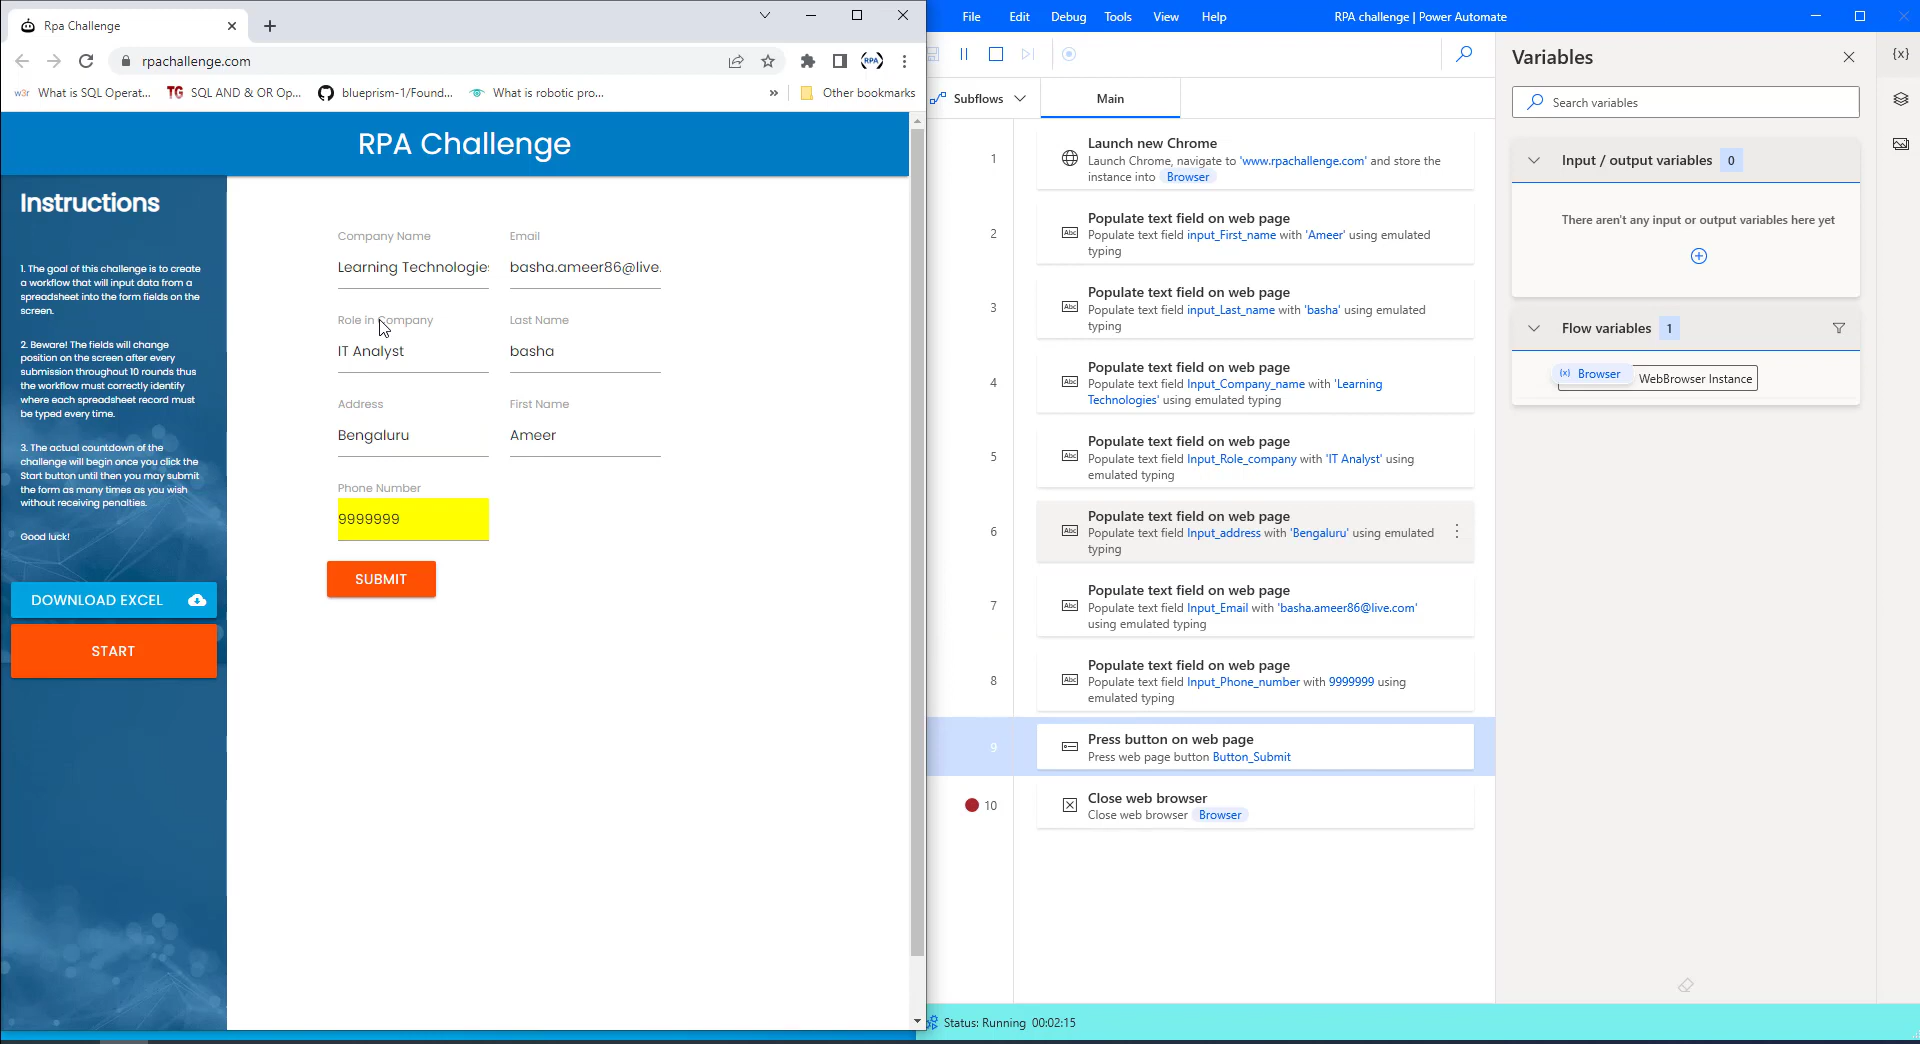 Rpa Challenge
rpachallenge.com
What is SQL Operat...
SQL AND & OR Op...
blueprism-1/Found...
What is robotic pro...
»
Other bookmarks
RPA Challenge
Instructions
1. The goal of this challenge is to create
a workflow that will input data from a
spreadsheet into the form fields on the
screen.
2. Beware! The fields will change
position on the screen after every
submission throughout 10 rounds thus
the workflow must correctly identify
where each spreadsheet record must
be typed every time.
3. The actual countdown of the
challenge will begin once you click the
Start button until then you may submit
the form as many times as you wish
without receiving penalties.
Good luck!
DOWNLOAD EXCEL
START
Company Name
Learning Technologies
Email
basha.ameer86@live.
Role in Company
IT Analyst
Last Name
basha
Address
Bengaluru
First Name
Ameer
Phone Number
9999999
SUBMIT
File Edit Debug Tools View Help
RPA challenge | Power Automate
Subflows
Main
1
Launch new Chrome
Launch Chrome, navigate to 'www.rpachallenge.com' and store the
instance into Browser
2
Populate text field on web page
Populate text field input_First_name with 'Ameer' using emulated
typing
3
Populate text field on web page
Populate text field input_Last_name with 'basha' using emulated
typing
4
Populate text field on web page
Populate text field Input_Company_name with 'Learning
Technologies' using emulated typing
5
Populate text field on web page
Populate text field Input_Role_company with 'IT Analyst' using
emulated typing
6
Populate text field on web page
Populate text field Input_address with 'Bengaluru' using emulated
typing
7
Populate text field on web page
Populate text field Input_Email with 'basha.ameer86@live.com'
using emulated typing
8
Populate text field on web page
Populate text field Input_Phone_number with 9999999 using
emulated typing
9
Press button on web page
Press web page button Button_Submit
10
Close web browser
Close web browser Browser
Status: Running 00:02:15
Variables
{x}
Search variables
Input / output variables 0
There aren't any input or output variables here yet
Flow variables 1
(x) Browser
WebBrowser Instance